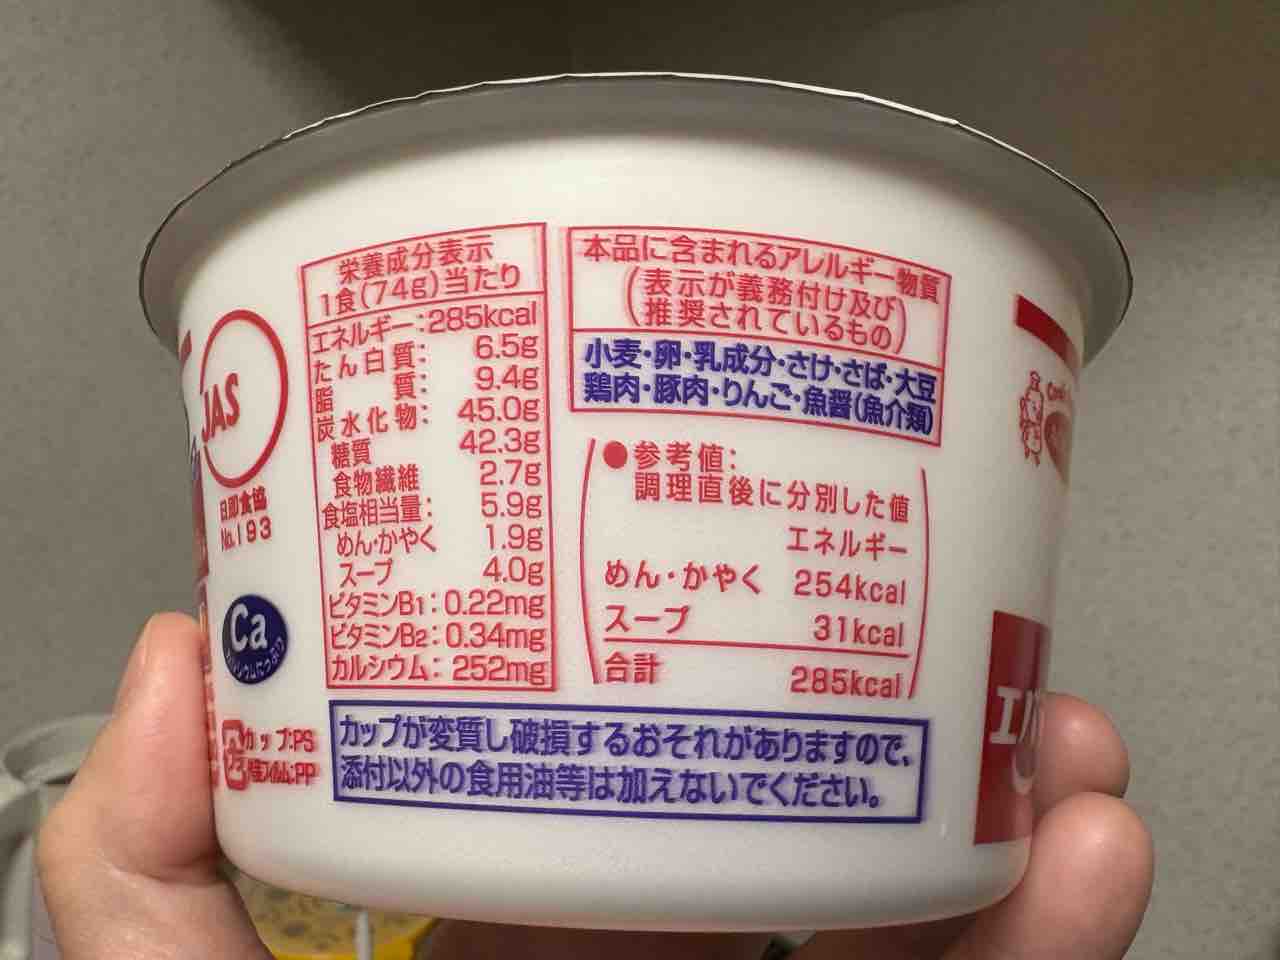 JAS
日即食協
No.193
Ca
カルシウムにっぷり
カップ:PS
PP
栄養成分表示
1食(74g)当たり
エネルギー:285kcal
たん白質: 6.5g
脂質: 9.4g
炭水化物: 45.0g
糖質 42.3g
食物繊維 2.7g
食塩相当量: 5.9g
めん・かやく 1.9g
スープ 4.0g
ビタミンB1: 0.22mg
ビタミンB2: 0.34mg
カルシウム: 252mg
本品に含まれるアレルギー物質
(表示が義務付け及び
推奨されているもの)
小麦・卵・乳成分・さけ・さば・大豆
鶏肉・豚肉・りんご・魚醤(魚介類)
●参考値:
調理直後に分別した値
エネルギー
めん・かやく 254kcal
スープ 31kcal
合計 285kcal
カップが変質し破損するおそれがありますので、
添付以外の食用油等は加えないでください。